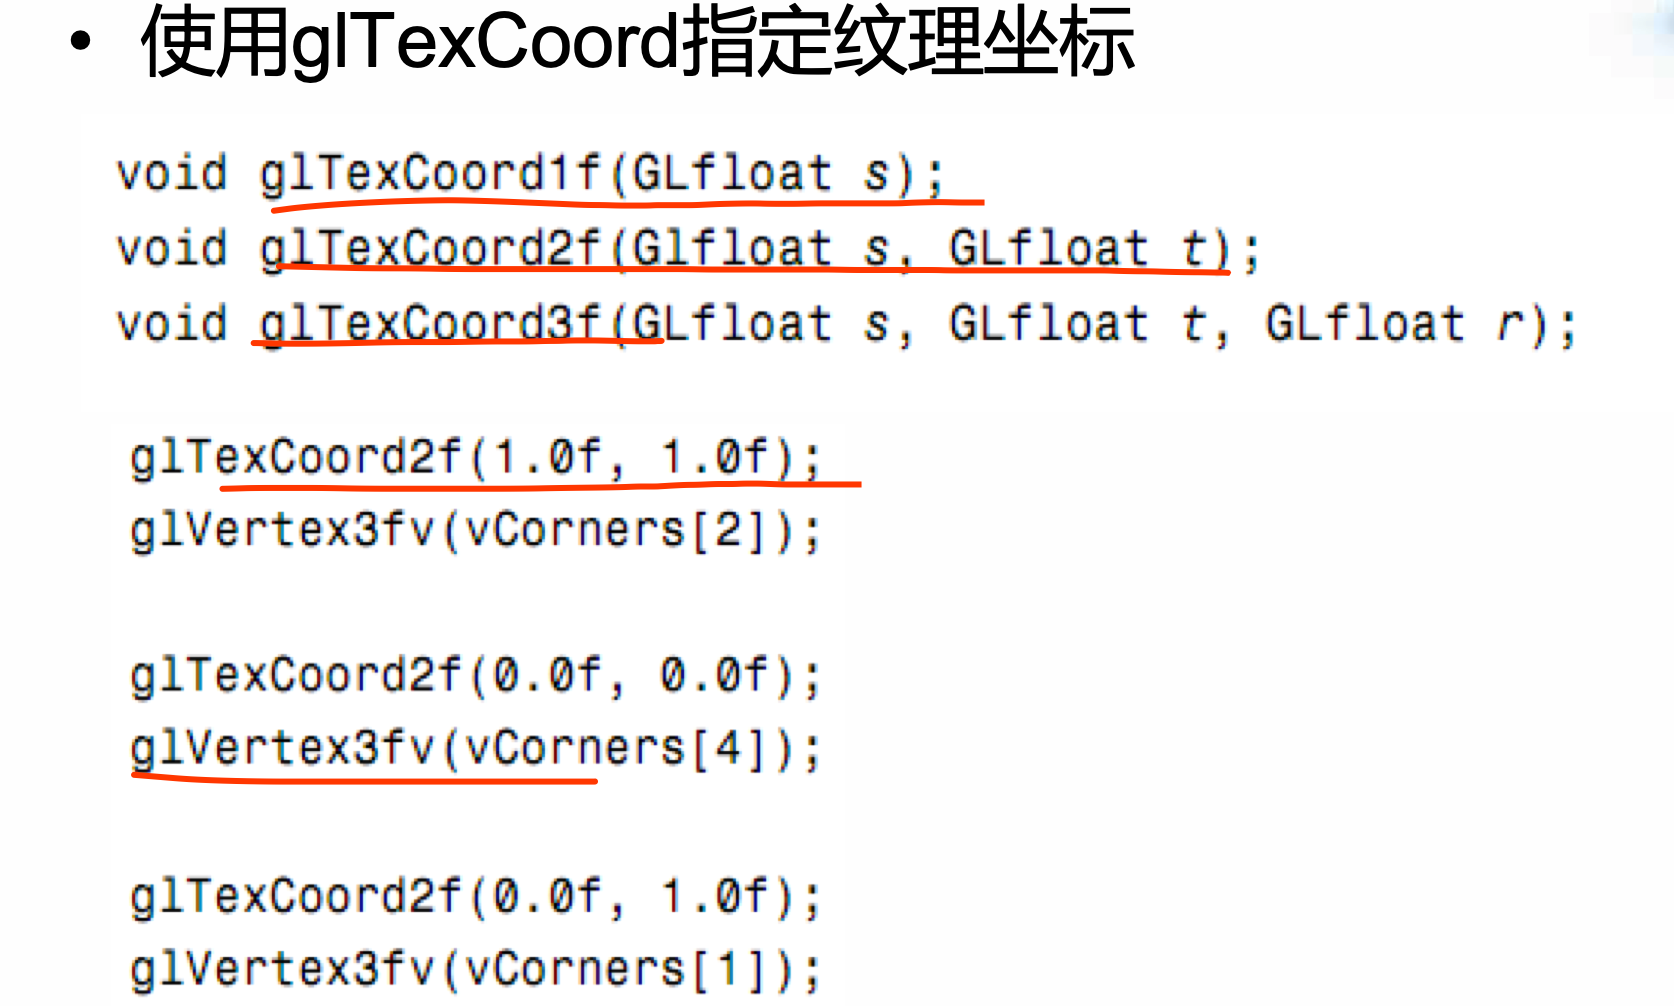 • 使用glTexCoord指定纹理坐标
void glTexCoord1f(GLfloat s);
void glTexCoord2f(Glfloat s, GLfloat t);
void glTexCoord3f(GLfloat s, GLfloat t, GLfloat r);
glTexCoord2f(1.0f, 1.0f);
glVertex3fv(vCorners[2]);
glTexCoord2f(0.0f, 0.0f);
glVertex3fv(vCorners[4]);
glTexCoord2f(0.0f, 1.0f);
glVertex3fv(vCorners[1]);